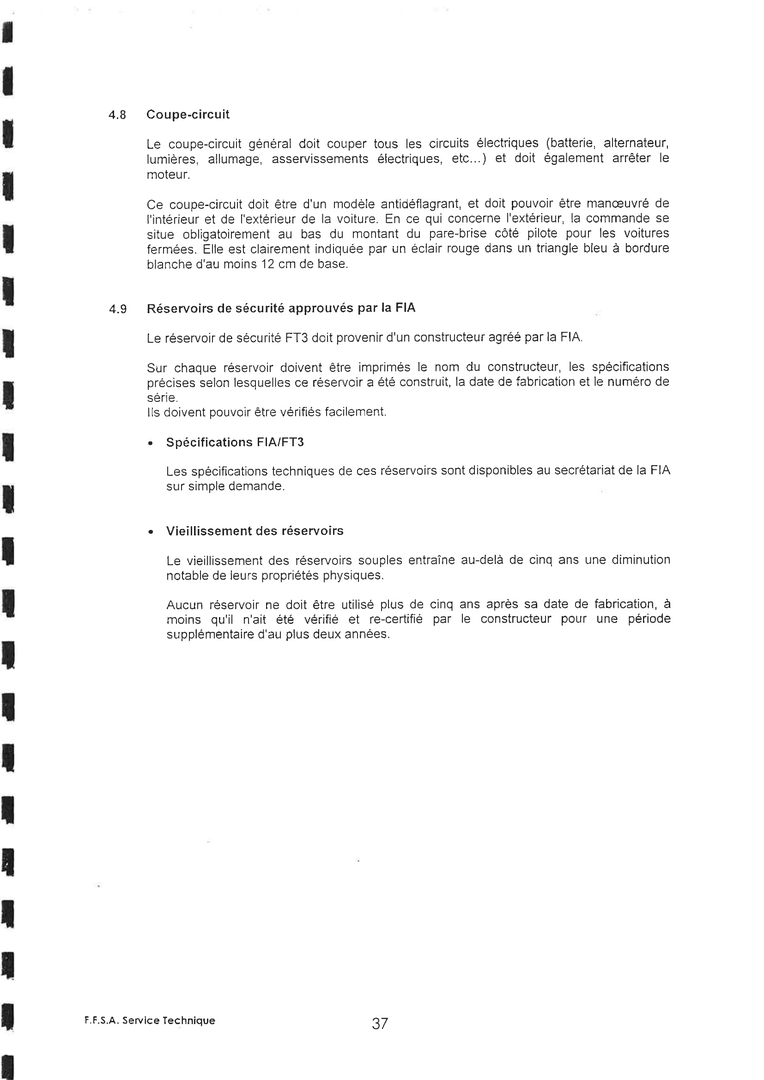 4.8 Coupe-circuit
Le coupe-circuit général doit couper tous les circuits électriques (batterie, alternateur,
lumières, allumage, asservissements électriques, etc...) et doit également arrêter le
moteur.
Ce coupe-circuit doit être d'un modèle antidéflagrant, et doit pouvoir être manœuvré de
l'intérieur et de l'extérieur de la voiture. En ce qui concerne l'extérieur, la commande se
situe obligatoirement au bas du montant du pare-brise côté pilote pour les voitures
fermées. Elle est clairement indiquée par un éclair rouge dans un triangle bleu à bordure
blanche d'au moins 12 cm de base.
4.9 Réservoirs de sécurité approuvés par la FIA
Le réservoir de sécurité FT3 doit provenir d'un constructeur agréé par la FIA.
Sur chaque réservoir doivent être imprimés le nom du constructeur, les spécifications
précises selon lesquelles ce réservoir a été construit, la date de fabrication et le numéro de
série.
Ils doivent pouvoir être vérifiés facilement.
• Spécifications FIA/FT3
Les spécifications techniques de ces réservoirs sont disponibles au secrétariat de la FIA
sur simple demande.
• Vieillissement des réservoirs
Le vieillissement des réservoirs souples entraîne au-delà de cinq ans une diminution
notable de leurs propriétés physiques.
Aucun réservoir ne doit être utilisé plus de cinq ans après sa date de fabrication, à
moins qu'il n'ait été vérifié et re-certifié par le constructeur pour une période
supplémentaire d'au plus deux années.
F.F.S.A. Service Technique 37